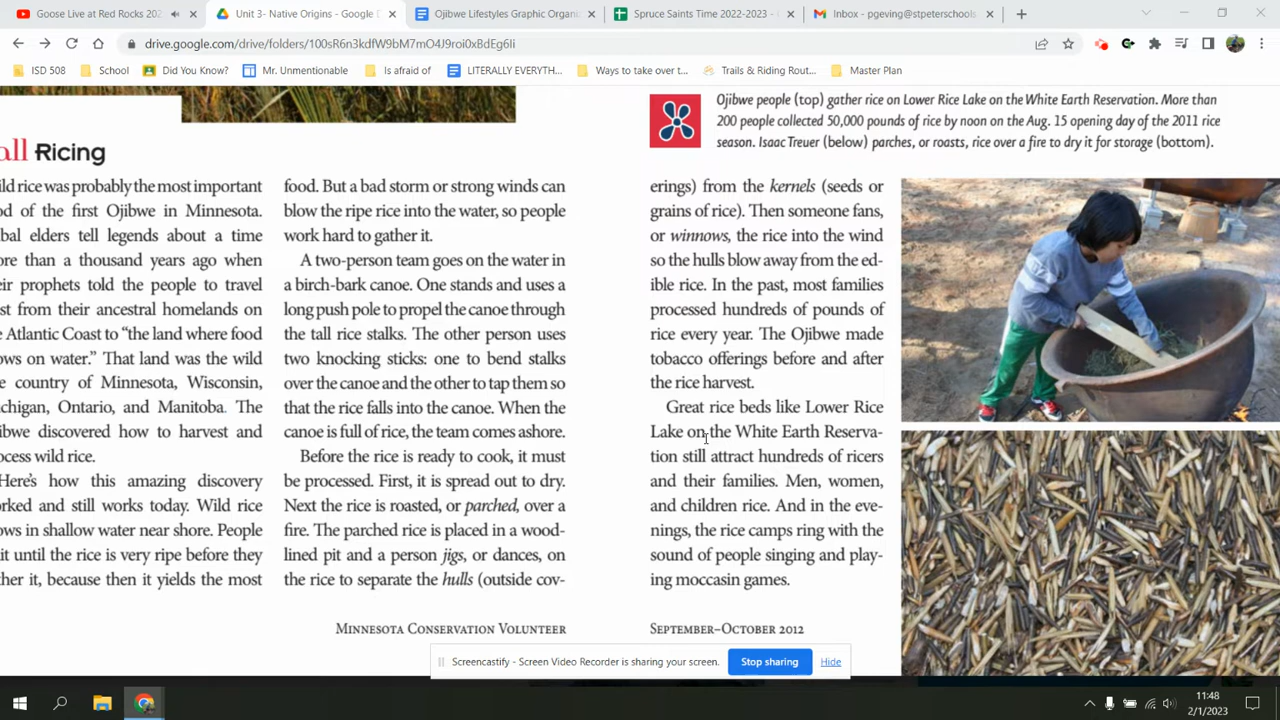 Goose Live at Red Rocks 202
Unit 3- Native Origins - Google D
Ojibwe Lifestyles Graphic Organi
Spruce Saints Time 2022-2023 -
Inbox - pgeving@stpeterschools
drive.google.com/drive/folders/100sR6n3kdfW9bM7mO4J9roi0xBdEg6Ii
ISD 508
School
Did You Know?
Mr. Unmentionable
Is afraid of
LITERALLY EVERYTH...
Ways to take over t...
Trails & Riding Rout...
Master Plan
Ojibwe people (top) gather rice on Lower Rice Lake on the White Earth Reservation. More than
200 people collected 50,000 pounds of rice by noon on the Aug. 15 opening day of the 2011 rice
season. Isaac Treuer (below) parches, or roasts, rice over a fire to dry it for storage (bottom).
all Ricing
ld rice was probably the most important
od of the first Ojibwe in Minnesota.
bal elders tell legends about a time
ore than a thousand years ago when
eir prophets told the people to travel
st from their ancestral homelands on
e Atlantic Coast to “the land where food
ows on water.” That land was the wild
e country of Minnesota, Wisconsin,
chigan, Ontario, and Manitoba. The
ibwe discovered how to harvest and
ocess wild rice.
Here’s how this amazing discovery
orked and still works today. Wild rice
ows in shallow water near shore. People
it until the rice is very ripe before they
ther it, because then it yields the most
food. But a bad storm or strong winds can
blow the ripe rice into the water, so people
work hard to gather it.
A two-person team goes on the water in
a birch-bark canoe. One stands and uses a
long push pole to propel the canoe through
the tall rice stalks. The other person uses
two knocking sticks: one to bend stalks
over the canoe and the other to tap them so
that the rice falls into the canoe. When the
canoe is full of rice, the team comes ashore.
Before the rice is ready to cook, it must
be processed. First, it is spread out to dry.
Next the rice is roasted, or parched, over a
fire. The parched rice is placed in a wood-
lined pit and a person jigs, or dances, on
the rice to separate the hulls (outside cov-
MINNESOTA CONSERVATION VOLUNTEER
erings) from the kernels (seeds or
grains of rice). Then someone fans,
or winnows, the rice into the wind
so the hulls blow away from the ed-
ible rice. In the past, most families
processed hundreds of pounds of
rice every year. The Ojibwe made
tobacco offerings before and after
the rice harvest.
Great rice beds like Lower Rice
Lake on the White Earth Reserva-
tion still attract hundreds of ricers
and their families. Men, women,
and children rice. And in the eve-
nings, the rice camps ring with the
sound of people singing and play-
ing moccasin games.
SEPTEMBER–OCTOBER 2012
Screencastify - Screen Video Recorder is sharing your screen.
Stop sharing
Hide
11:48
2/1/2023